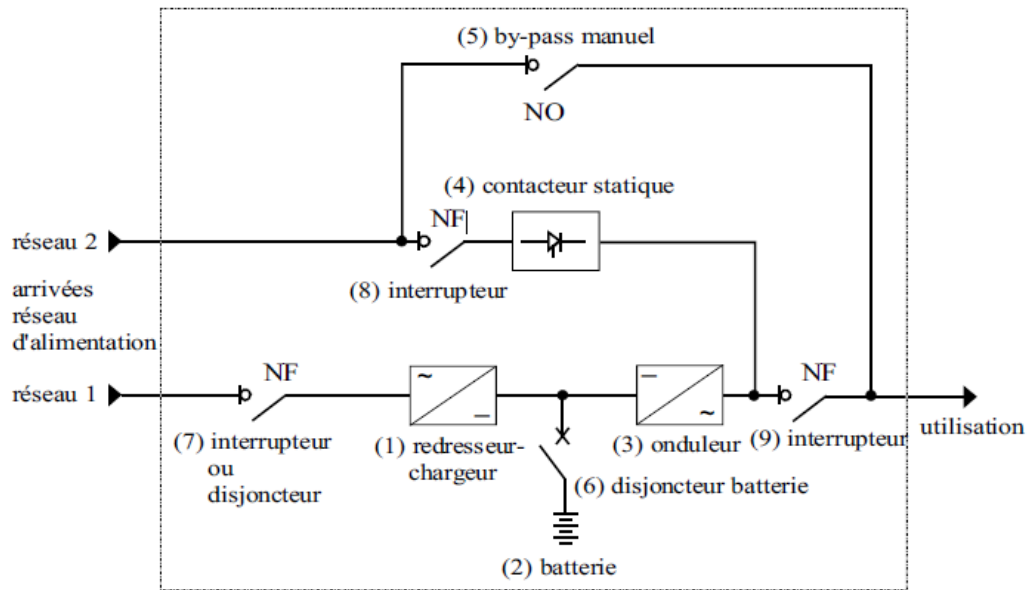 (5) by-pass manuel
NO
(4) contacteur statique
NF
réseau 2
(8) interrupteur
arrivées
réseau
d'alimentation
réseau 1
NF
(7) interrupteur
ou
disjoncteur
~
–
(1) redresseur-
chargeur
(6) disjoncteur batterie
(2) batterie
–
~
(3) onduleur
NF
(9) interrupteur
utilisation